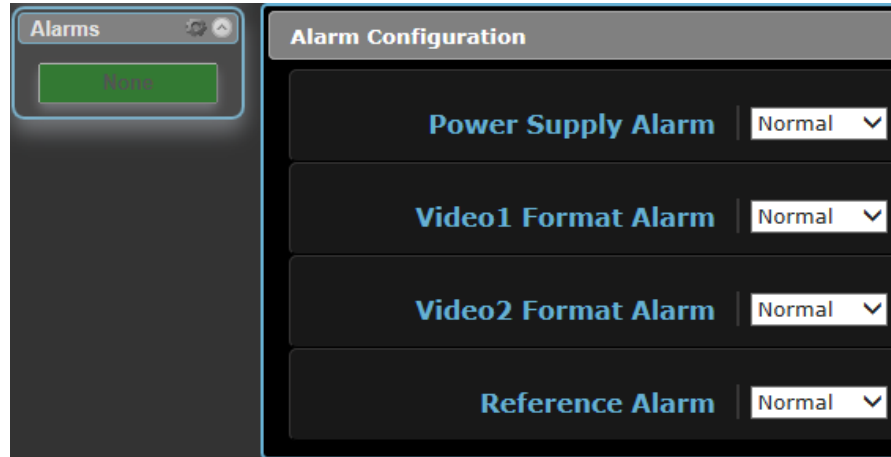 Alarms
None
Alarm Configuration
Power Supply Alarm Normal
Video1 Format Alarm Normal
Video2 Format Alarm Normal
Reference Alarm Normal